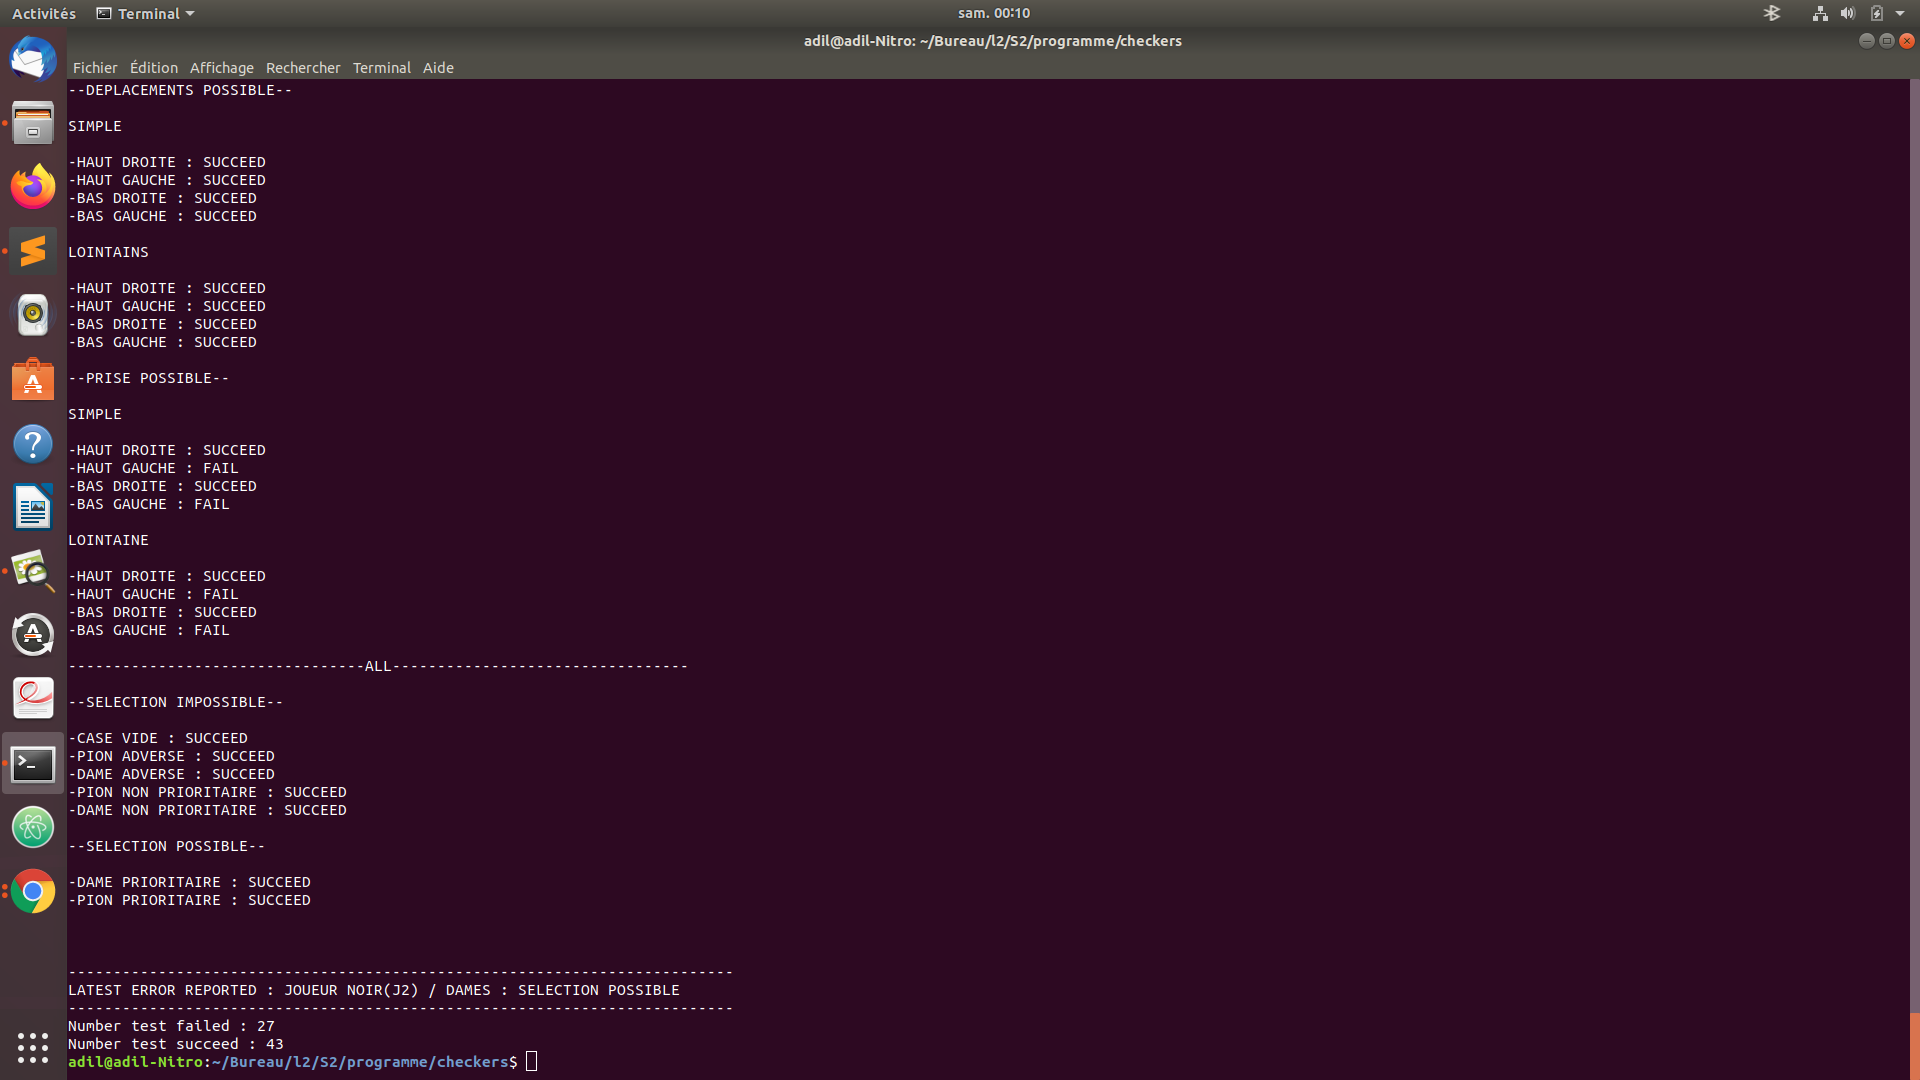 Activités Terminal sam. 00:10
adil@adil-Nitro: ~/Bureau/l2/S2/programme/checkers
Fichier Édition Affichage Rechercher Terminal Aide
--DEPLACEMENTS POSSIBLE--
SIMPLE
-HAUT DROITE : SUCCEED
-HAUT GAUCHE : SUCCEED
-BAS DROITE : SUCCEED
-BAS GAUCHE : SUCCEED
LOINTAINS
-HAUT DROITE : SUCCEED
-HAUT GAUCHE : SUCCEED
-BAS DROITE : SUCCEED
-BAS GAUCHE : SUCCEED
--PRISE POSSIBLE--
SIMPLE
-HAUT DROITE : SUCCEED
-HAUT GAUCHE : FAIL
-BAS DROITE : SUCCEED
-BAS GAUCHE : FAIL
LOINTAINE
-HAUT DROITE : SUCCEED
-HAUT GAUCHE : FAIL
-BAS DROITE : SUCCEED
-BAS GAUCHE : FAIL
---------------------------------ALL---------------------------------
--SELECTION IMPOSSIBLE--
-CASE VIDE : SUCCEED
-PION ADVERSE : SUCCEED
-DAME ADVERSE : SUCCEED
-PION NON PRIORITAIRE : SUCCEED
-DAME NON PRIORITAIRE : SUCCEED
--SELECTION POSSIBLE--
-DAME PRIORITAIRE : SUCCEED
-PION PRIORITAIRE : SUCCEED
--------------------------------------------------------------------------
LATEST ERROR REPORTED : JOUEUR NOIR(J2) / DAMES : SELECTION POSSIBLE
--------------------------------------------------------------------------
Number test failed : 27
Number test succeed : 43
adil@adil-Nitro:~/Bureau/l2/S2/programme/checkers$